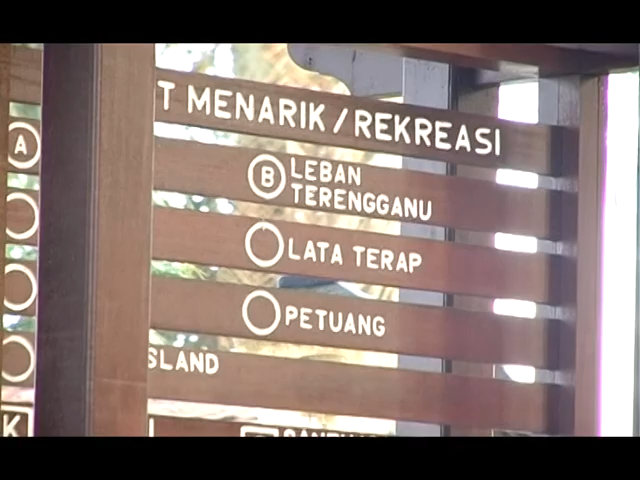 T MENARIK/REKREASI
A
B LEBAN
TERENGGANU
LATA TERAP
PETUANG
SLAND
K